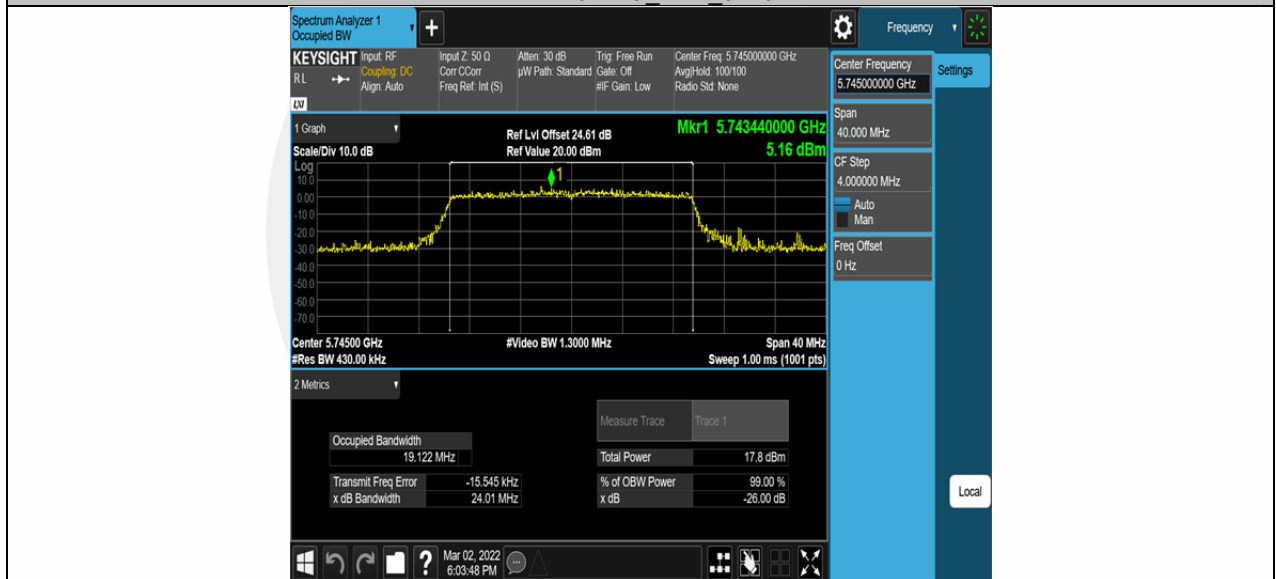 Spectrum Analyzer 1
Occupied BW
+
Frequency
KEYSIGHT
RL
LXI
Input: RF
Coupling: DC
Align: Auto
Input Z: 50 Ω
Corr CCorr
Freq Ref: Int (S)
Atten: 30 dB
µW Path: Standard
Trig: Free Run
Gate: Off
#IF Gain: Low
Center Freq: 5.745000000 GHz
Avg|Hold: 100/100
Radio Std: None
Center Frequency
5.745000000 GHz
Settings
Span
40.000 MHz
CF Step
4.000000 MHz
Auto
Man
Freq Offset
0 Hz
1 Graph
Scale/Div 10.0 dB
Ref Lvl Offset 24.61 dB
Ref Value 20.00 dBm
Mkr1 5.743440000 GHz
5.16 dBm
Log
10.0
0.00
-10.0
-20.0
-30.0
-40.0
-50.0
-60.0
-70.0
1
Center 5.74500 GHz
#Video BW 1.3000 MHz
Span 40 MHz
#Res BW 430.00 kHz
Sweep 1.00 ms (1001 pts)
2 Metrics
Measure Trace Trace 1
Occupied Bandwidth
19.122 MHz
Total Power 17.8 dBm
Transmit Freq Error -15.545 kHz
% of OBW Power 99.00 %
x dB Bandwidth 24.01 MHz
x dB -26.00 dB
Local
?
Mar 02, 2022
6:03:48 PM